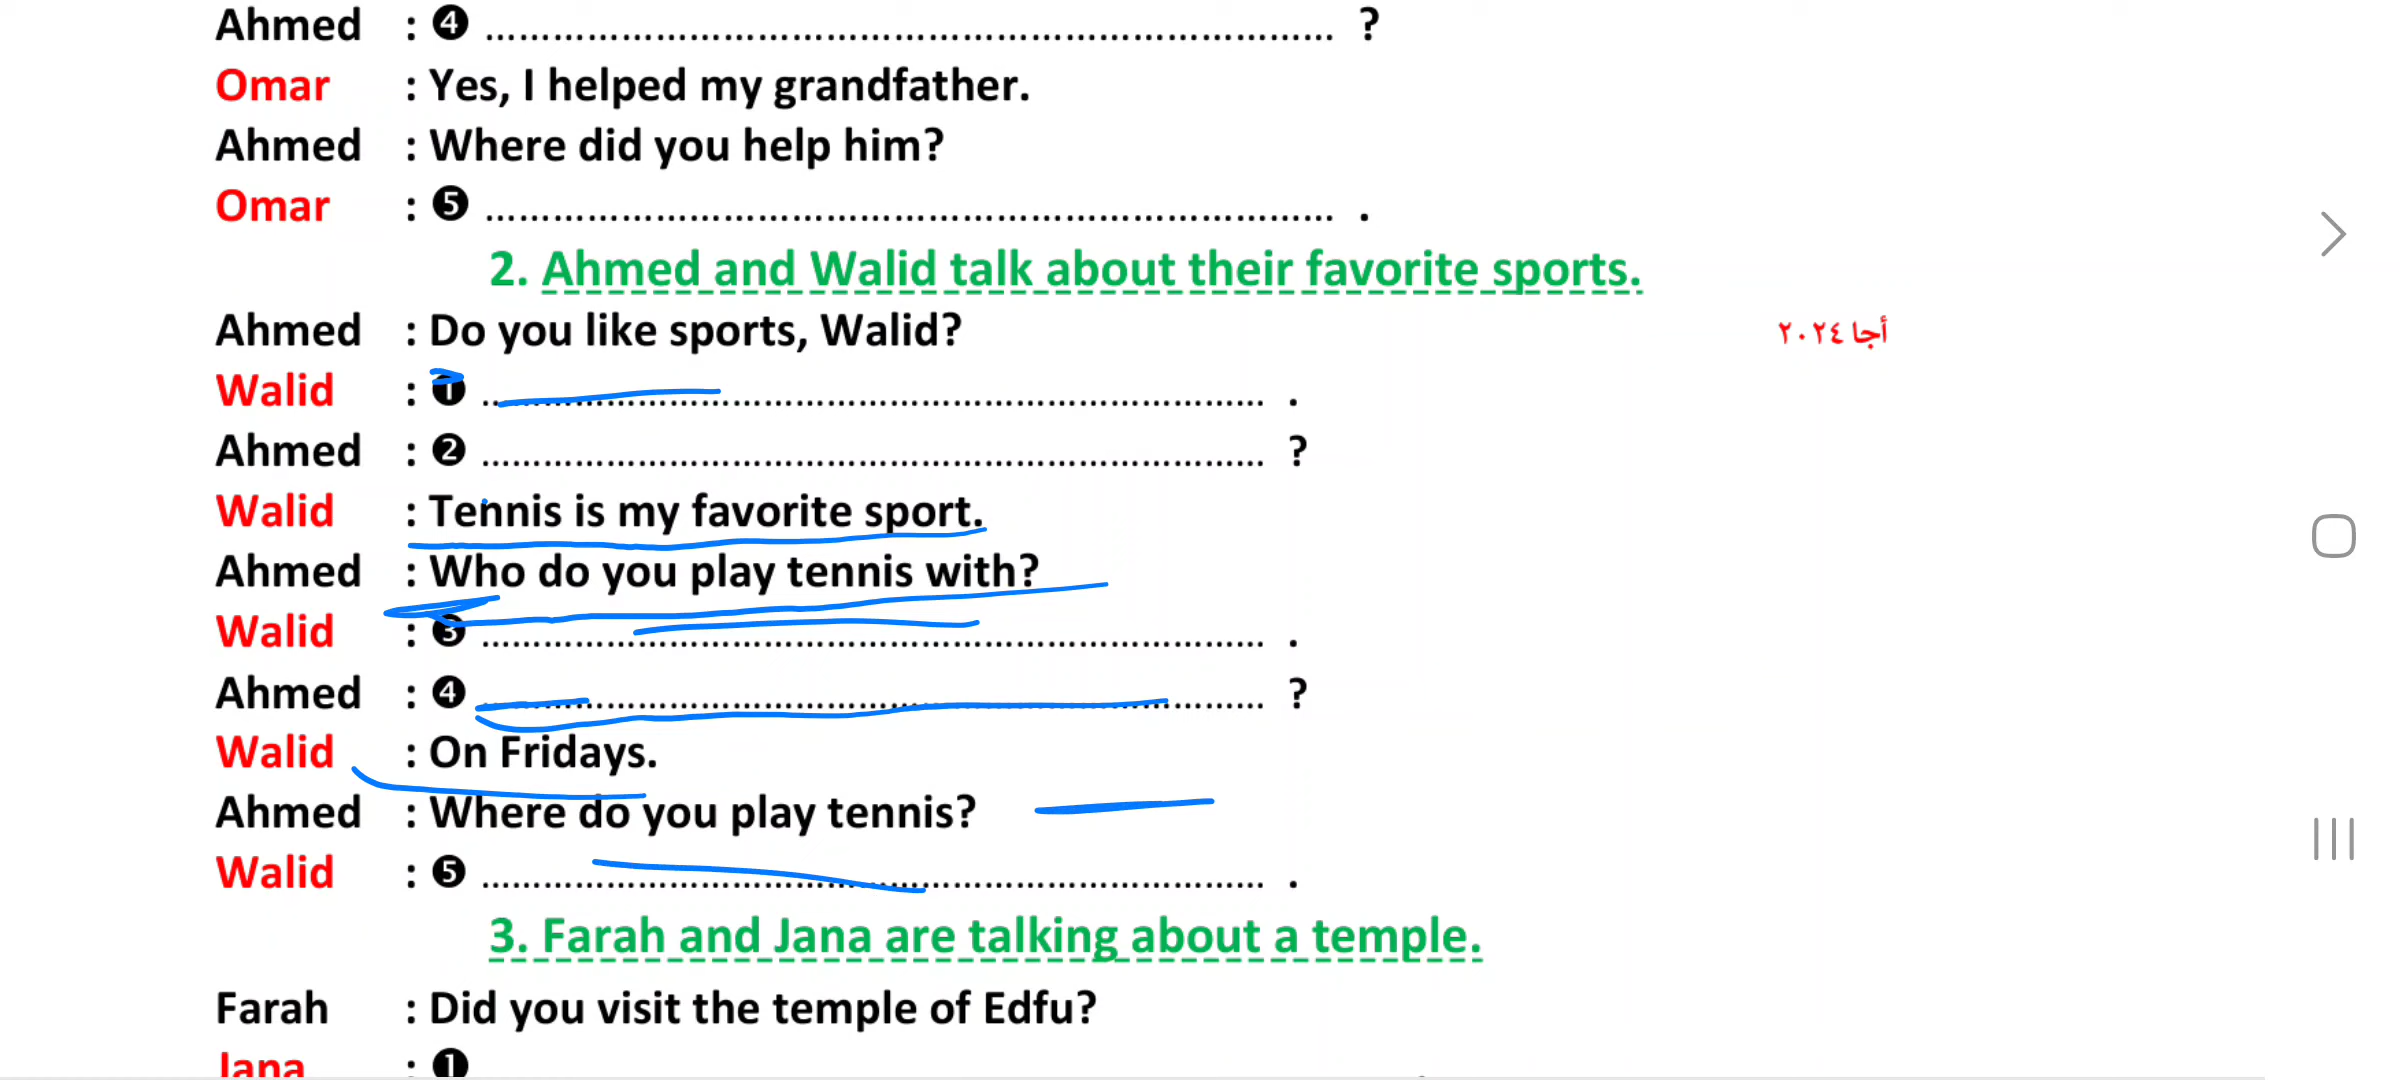 Ahmed : ❹ ........................................................................ ?
Omar : Yes, I helped my grandfather.
Ahmed : Where did you help him?
Omar : ❺ ........................................................................ .
2. Ahmed and Walid talk about their favorite sports.
Ahmed : Do you like sports, Walid? أجا ٢٠٢٤
Walid : ❶ ........................................................................ .
Ahmed : ❷ ........................................................................ ?
Walid : Tennis is my favorite sport.
Ahmed : Who do you play tennis with?
Walid : ❸ ........................................................................ .
Ahmed : ❹ ........................................................................ ?
Walid : On Fridays.
Ahmed : Where do you play tennis?
Walid : ❺ ........................................................................ .
3. Farah and Jana are talking about a temple.
Farah : Did you visit the temple of Edfu?
Jana : ❶